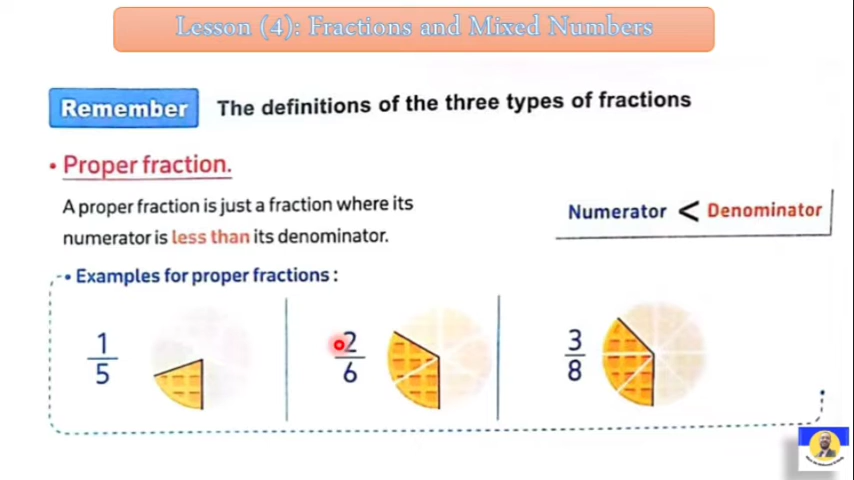 Lesson (4): Fractions and Mixed Numbers
Remember The definitions of the three types of fractions
• Proper fraction.
A proper fraction is just a fraction where its
numerator is less than its denominator.
Numerator < Denominator
• Examples for proper fractions :
1/5
2/6
3/8